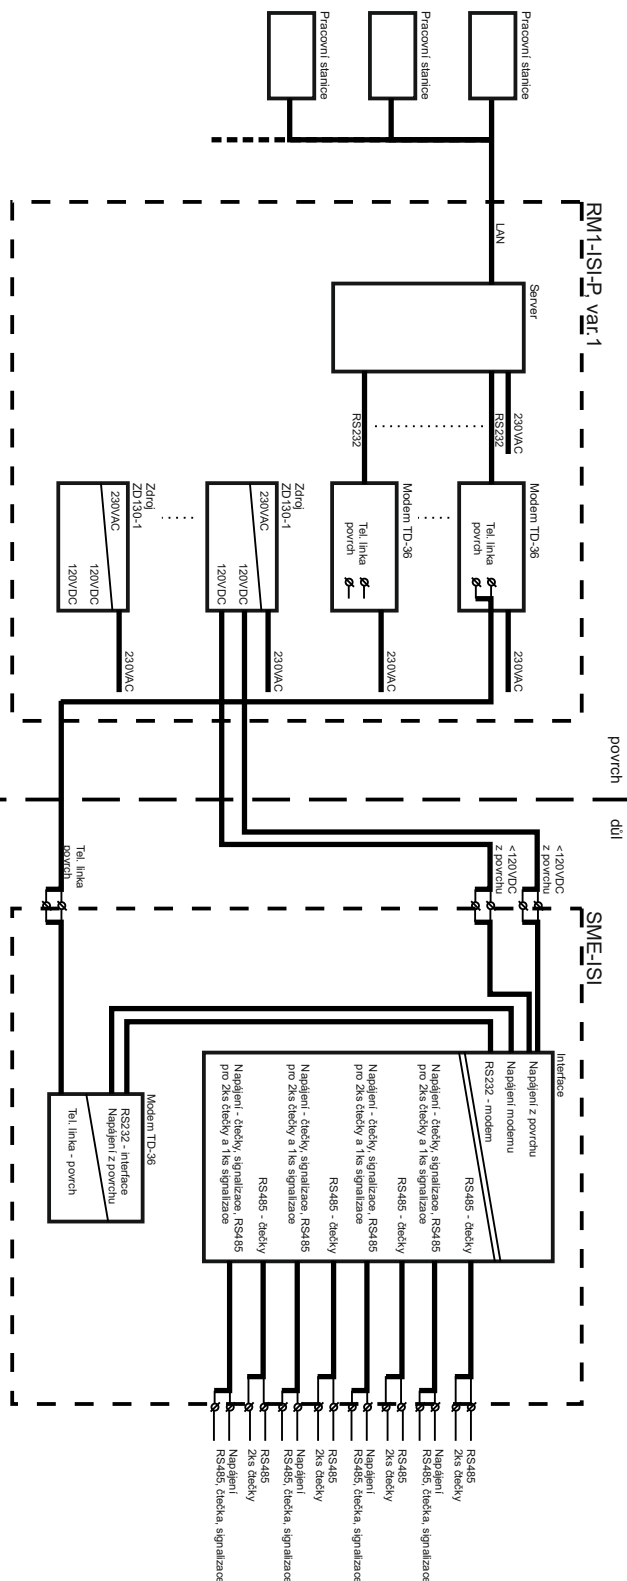 Pracovní stanice
Pracovní stanice
Pracovní stanice
RM1-ISI-P, var.1
LAN
Server
230VAC
RS232
RS232
Modem TD-36
Tel. linka
povrch
230VAC
Modem TD-36
Tel. linka
povrch
230VAC
Zdroj
ZD130-1
230VAC
120VDC
120VDC
230VAC
Zdroj
ZD130-1
230VAC
120VDC
120VDC
230VAC
povrch
důl
<120VDC
z povrchu
<120VDC
z povrchu
Tel. linka
povrch
SME-ISI
Interface
Napájení z povrchu
Napájení modemu
RS232 - modem
RS485 - čtečky
Napájení - čtečky, signalizace, RS485
pro 2ks čtečky a 1ks signalizace
RS485 - čtečky
Napájení - čtečky, signalizace, RS485
pro 2ks čtečky a 1ks signalizace
RS485 - čtečky
Napájení - čtečky, signalizace, RS485
pro 2ks čtečky a 1ks signalizace
RS485 - čtečky
Napájení - čtečky, signalizace, RS485
pro 2ks čtečky a 1ks signalizace
Modem TD-36
RS232 - interface
Napájení z povrchu
Tel. linka - povrch
RS485
2ks čtečky
Napájení
RS485, čtečka, signalizace
RS485
2ks čtečky
Napájení
RS485, čtečka, signalizace
RS485
2ks čtečky
Napájení
RS485, čtečka, signalizace
RS485
2ks čtečky
Napájení
RS485, čtečka, signalizace